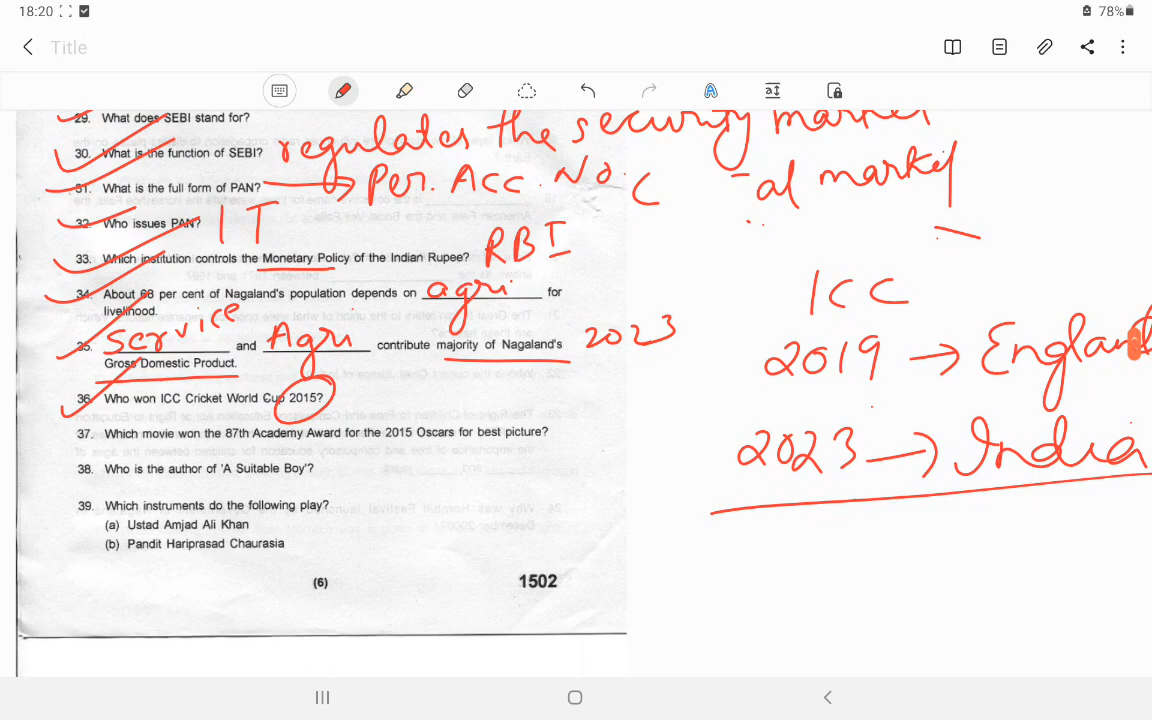 18:20
78%
Title
29. What does SEBI stand for?
regulates the security market
30. What is the function of SEBI?
31. What is the full form of PAN? Per. Acc. No. C -al market
32. Who issues PAN? IT
33. Which institution controls the Monetary Policy of the Indian Rupee? RBI
34. About 68 per cent of Nagaland's population depends on agri for
livelihood.
ICC
35. service and Agri contribute majority of Nagaland's 2023
Gross Domestic Product.
2019 → England
36. Who won ICC Cricket World Cup 2015?
37. Which movie won the 87th Academy Award for the 2015 Oscars for best picture?
2023 → India
38. Who is the author of 'A Suitable Boy'?
39. Which instruments do the following play?
(a) Ustad Amjad Ali Khan
(b) Pandit Hariprasad Chaurasia
(6) 1502